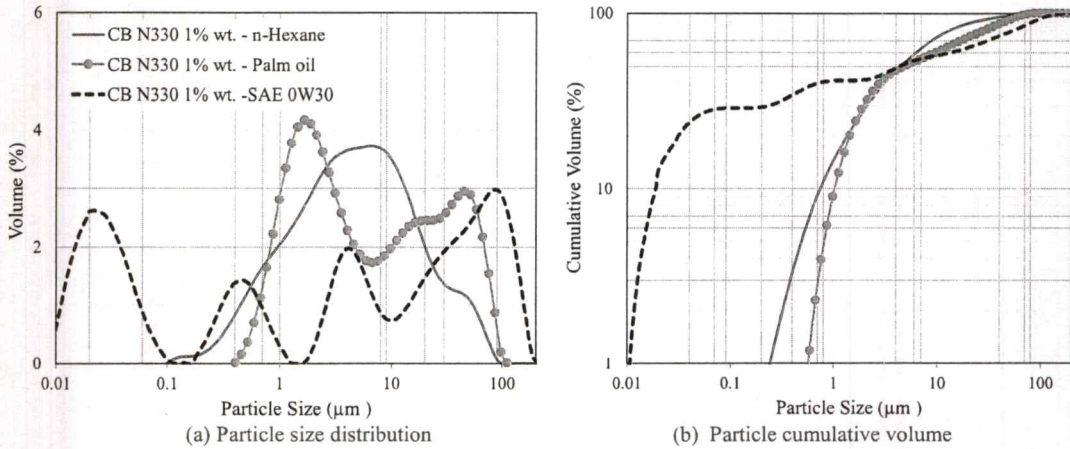 CB N330 1% wt. - n-Hexane
CB N330 1% wt. - Palm oil
CB N330 1% wt. -SAE 0W30
6
4
2
0
Volume (%)
0.01 0.1 1 10 100
Particle Size (µm )
(a) Particle size distribution
100
10
1
Cumulative Volume (%)
0.01 0.1 1 10 100
Particle Size (µm )
(b) Particle cumulative volume